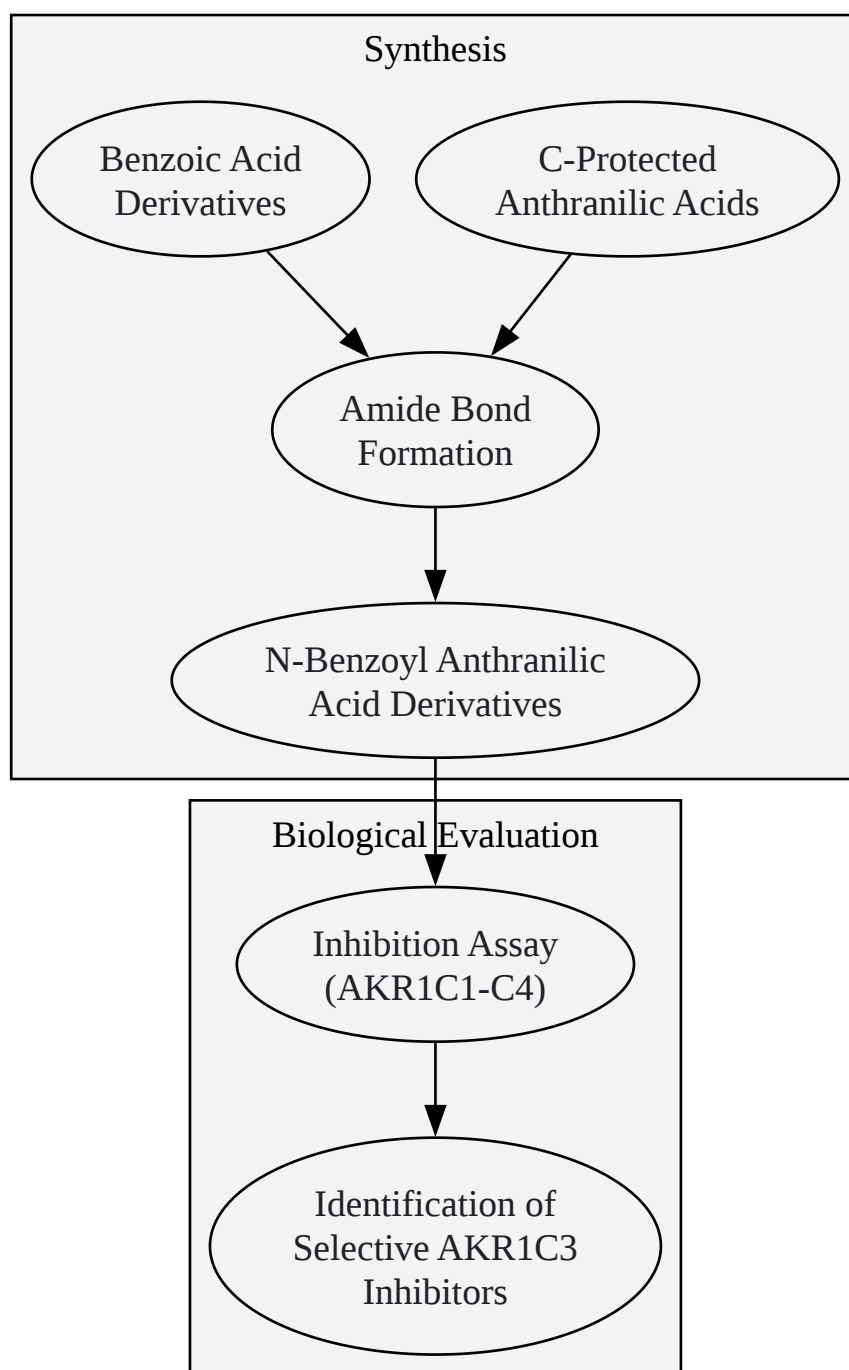 Synthesis
Benzoic Acid
Derivatives
C-Protected
Anthranilic Acids
Amide Bond
Formation
N-Benzoyl Anthranilic
Acid Derivatives
Biological Evaluation
Inhibition Assay
(AKR1C1-C4)
Identification of
Selective AKR1C3
Inhibitors